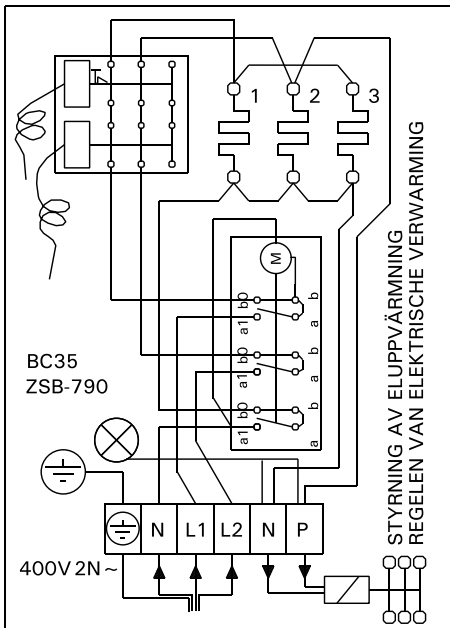 1 2 3
M
b0 b
a1 a
b0 b
a1 a
b0 b
a1 a
BC35
ZSB-790
STYRNING AV ELUPPVÄRMNING
REGELEN VAN ELEKTRISCHE VERWARMING
N L1 L2 N P
400V 2N~